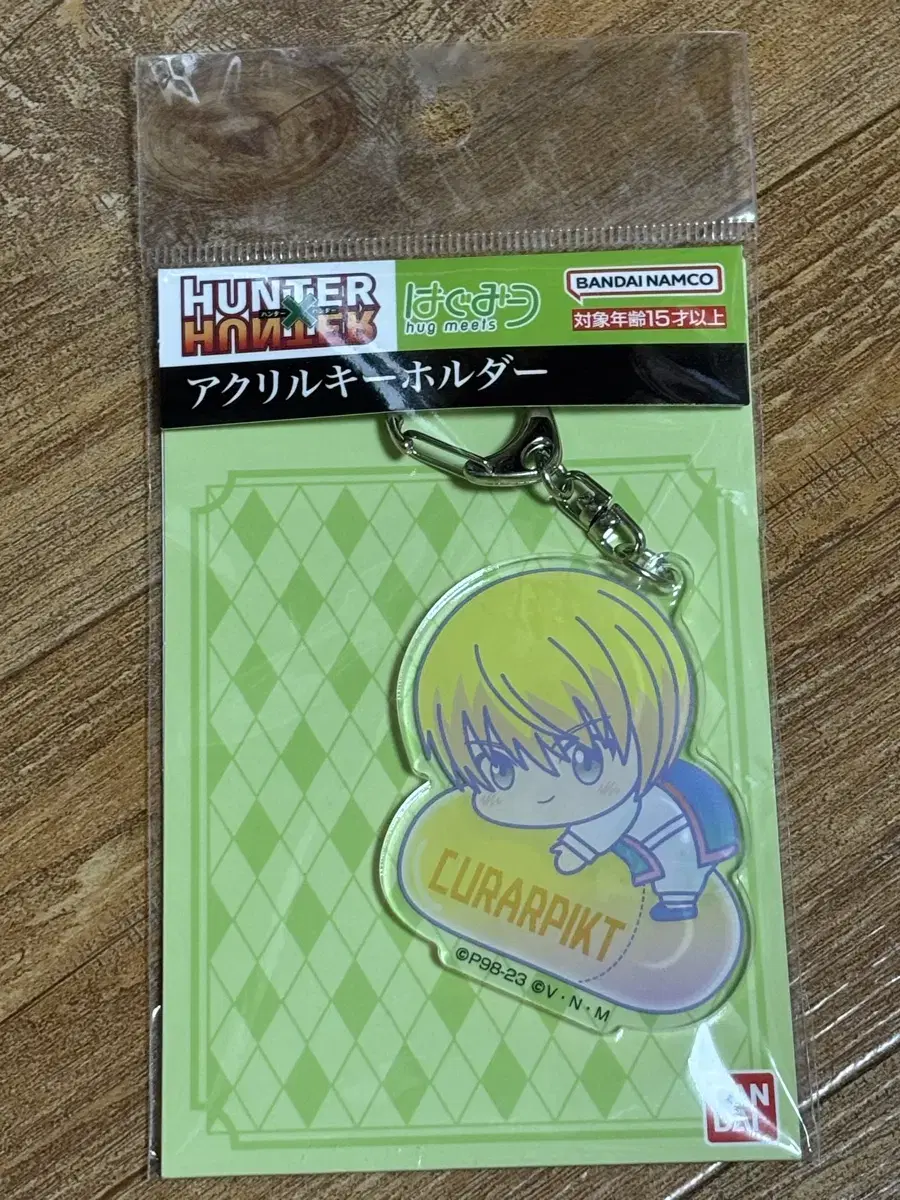 HUNTER
ハンター×ハンター
HUNTER
はぐみつ
hug meets
BANDAI NAMCO
対象年齢15才以上
アクリルキーホルダー
CURARPIKT
©P98-23 ©V・N・M
BANDAI